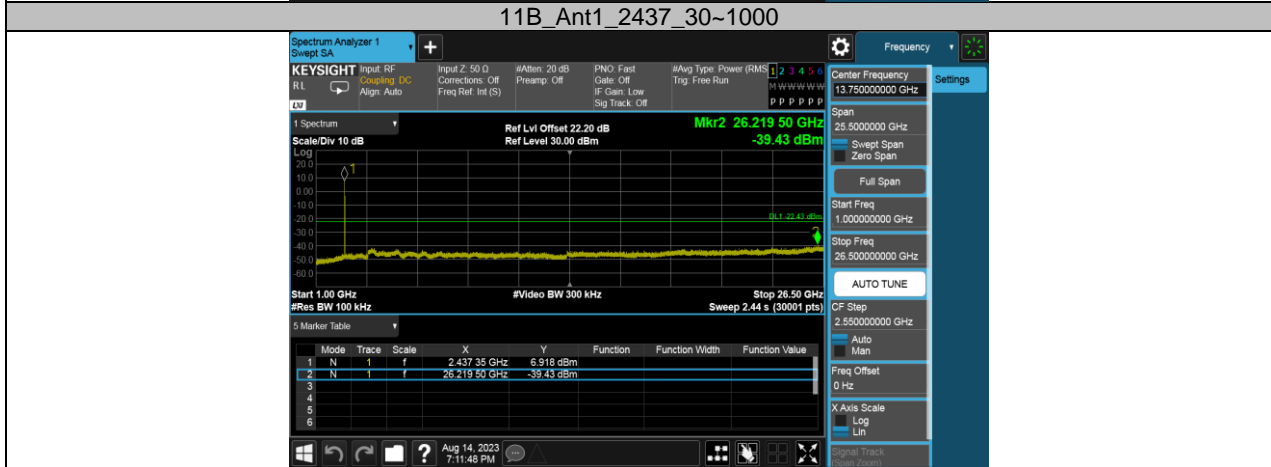 11B_Ant1_2437_30~1000
Spectrum Analyzer 1
Swept SA
Frequency
KEYSIGHT Input: RF Input Z: 50 Ω #Atten: 20 dB PNO: Fast #Avg Type: Power (RMS 1 2 3 4 5 6
RL Coupling: DC Corrections: Off Preamp: Off Gate: Off Trig: Free Run M W W W W W
Align: Auto Freq Ref: Int (S) IF Gain: Low
LXI Sig Track: Off P P P P P P
Center Frequency
13.750000000 GHz
Settings
Span
25.5000000 GHz
Swept Span
Zero Span
Full Span
Start Freq
1.000000000 GHz
Stop Freq
26.500000000 GHz
AUTO TUNE
CF Step
2.550000000 GHz
Auto
Man
Freq Offset
0 Hz
X Axis Scale
Log
Lin
Signal Track
(Span Zoom)
1 Spectrum
Ref Lvl Offset 22.20 dB Mkr2 26.219 50 GHz
Scale/Div 10 dB Ref Level 30.00 dBm -39.43 dBm
Log
20.0
10.0
0.00
-10.0
-20.0
-30.0
-40.0
-50.0
-60.0
1
DL1 -22.43 dBm
2
Start 1.00 GHz #Video BW 300 kHz Stop 26.50 GHz
#Res BW 100 kHz Sweep 2.44 s (30001 pts)
5 Marker Table
Mode Trace Scale X Y Function Function Width Function Value
1 N 1 f 2.437 35 GHz 6.918 dBm
2 N 1 f 26.219 50 GHz -39.43 dBm
3
4
5
6
? Aug 14, 2023
7:11:48 PM